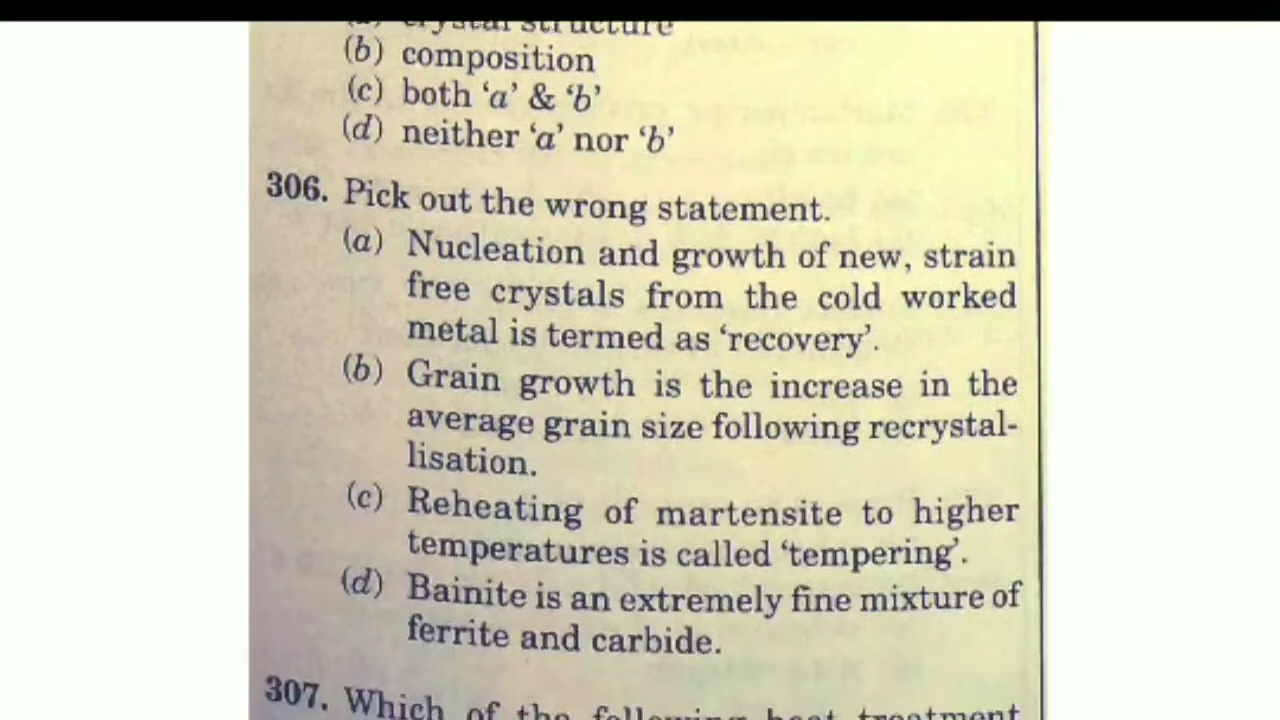 (a) crystal structure
(b) composition
(c) both ‘a’ & ‘b’
(d) neither ‘a’ nor ‘b’
306. Pick out the wrong statement.
(a) Nucleation and growth of new, strain
free crystals from the cold worked
metal is termed as ‘recovery’.
(b) Grain growth is the increase in the
average grain size following recrystal-
lisation.
(c) Reheating of martensite to higher
temperatures is called ‘tempering’.
(d) Bainite is an extremely fine mixture of
ferrite and carbide.
307. Which of the following heat treatment